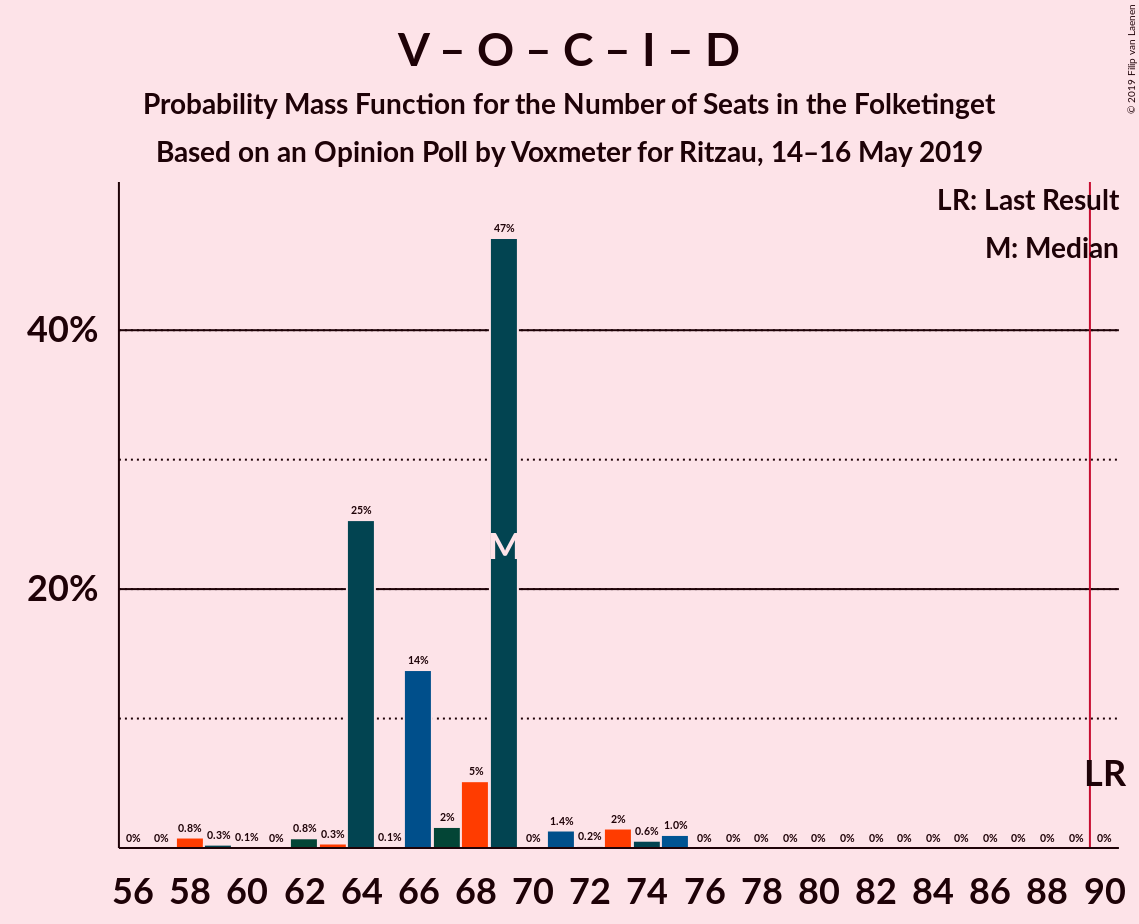 V – O – C – I – D
Probability Mass Function for the Number of Seats in the Folketinget
Based on an Opinion Poll by Voxmeter for Ritzau, 14–16 May 2019
© 2019 Filip van Laenen
LR: Last Result
M: Median
47%
40%
25%
M
20%
14%
5%
LR
0% 0% 0.8% 0.3% 0.1% 0% 0.8% 0.3% 0.1% 2% 0% 1.4% 0.2% 2% 0.6% 1.0% 0% 0% 0% 0% 0% 0% 0% 0% 0% 0% 0% 0% 0% 0% 0%
56 58 60 62 64 66 68 70 72 74 76 78 80 82 84 86 88 90